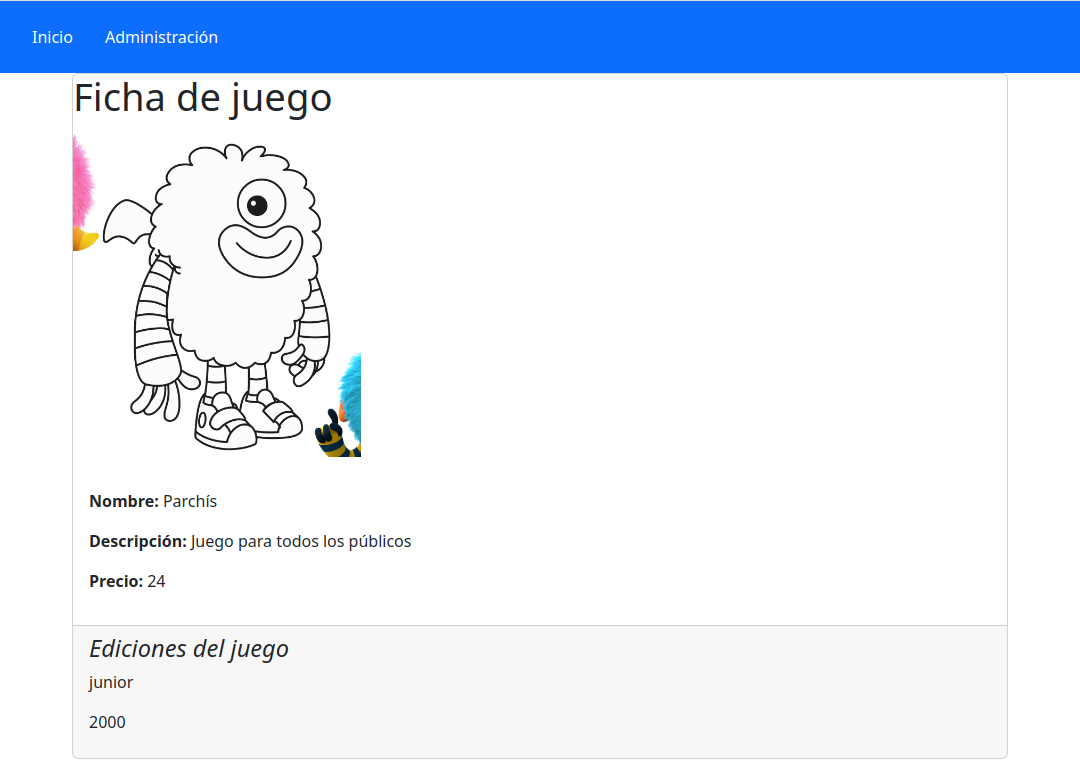 Inicio Administración
Ficha de juego
Nombre: Parchís
Descripción: Juego para todos los públicos
Precio: 24
Ediciones del juego
junior
2000